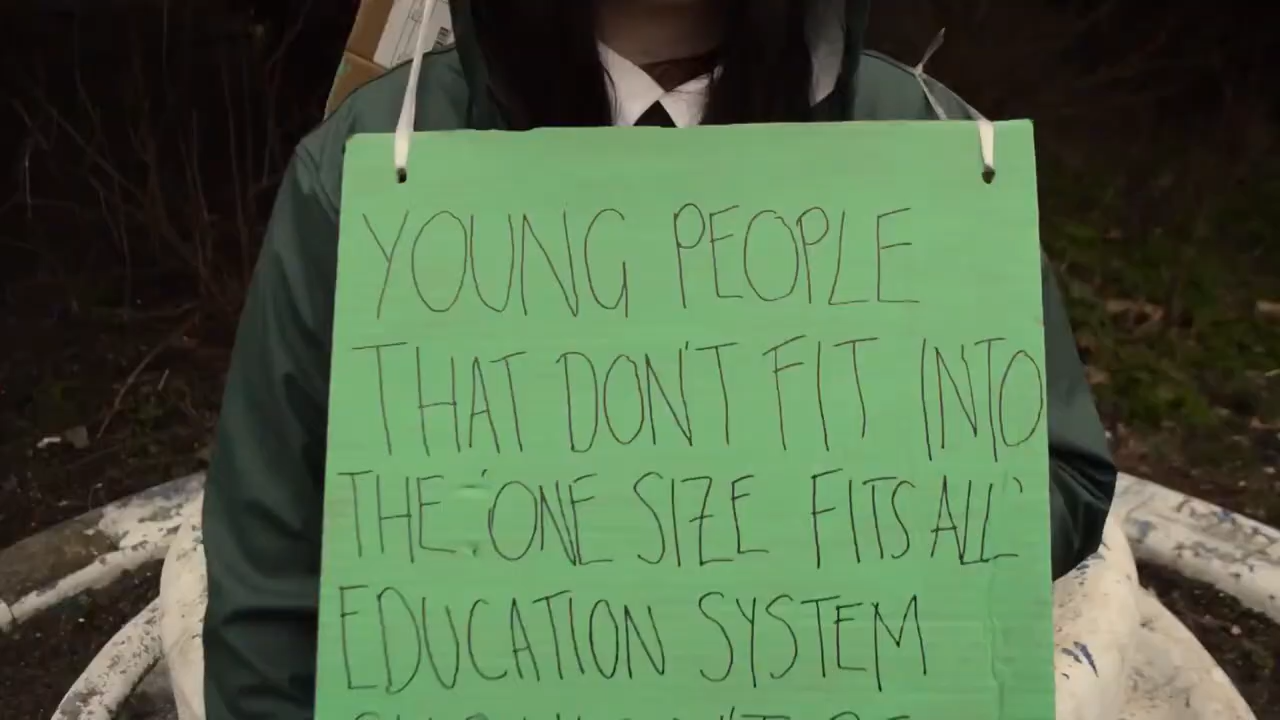 YOUNG PEOPLE
THAT DON'T FIT INTO
THE 'ONE SIZE FITS ALL'
EDUCATION SYSTEM